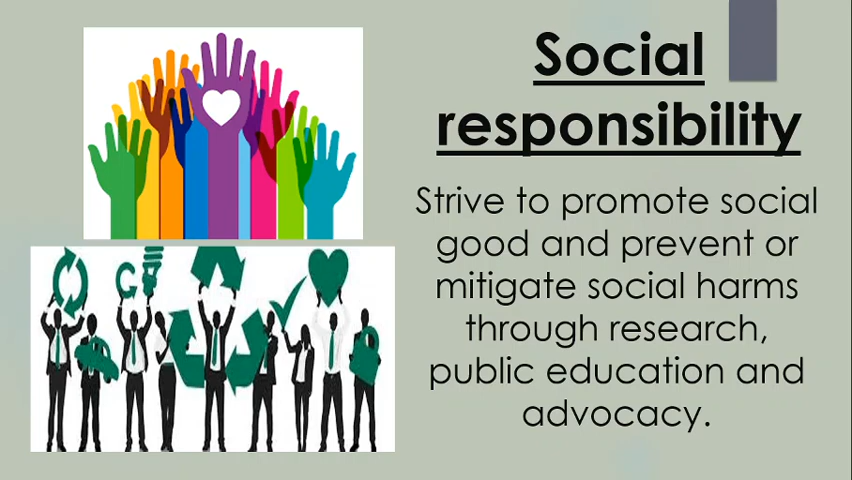 Social
responsibility
Strive to promote social
good and prevent or
mitigate social harms
through research,
public education and
advocacy.